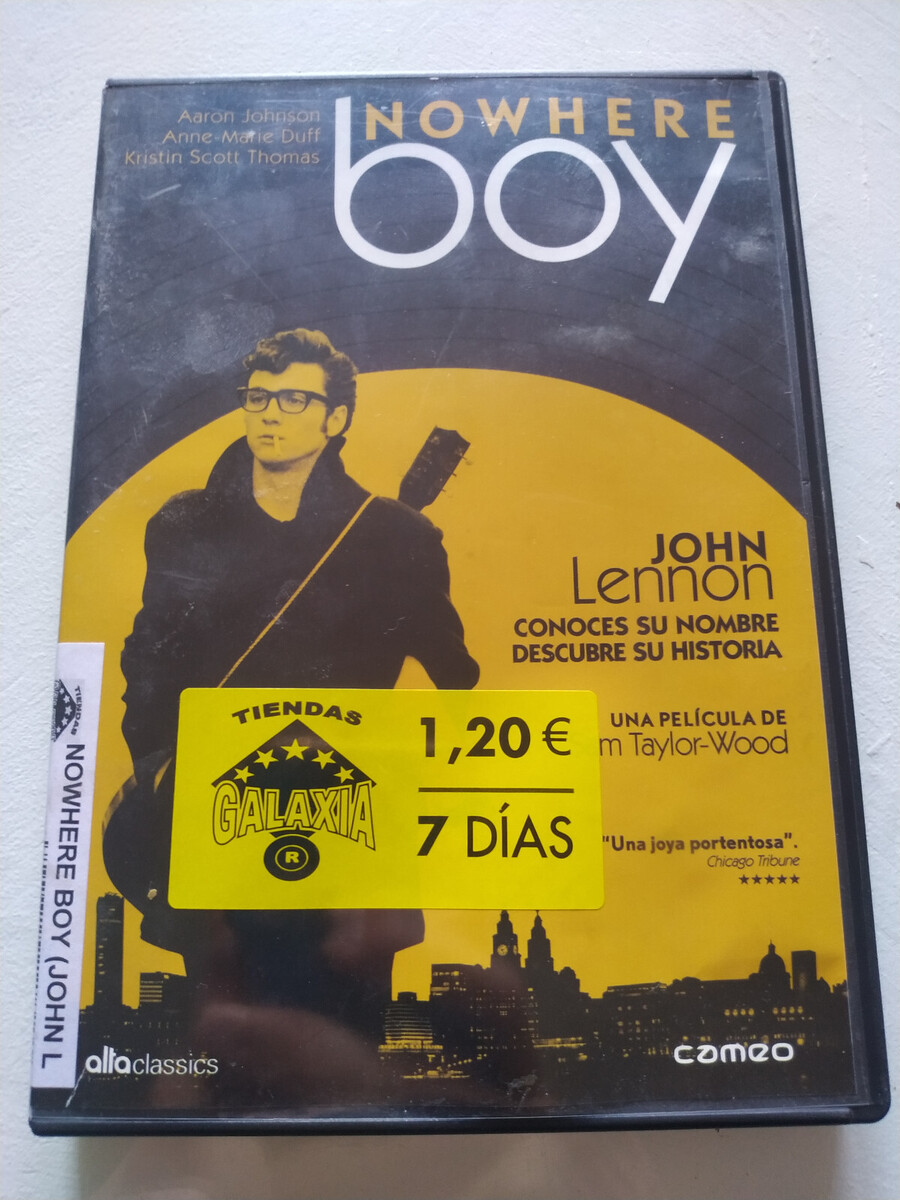 Aaron Johnson
Anne-Marie Duff
Kristin Scott Thomas
NOWHERE
boy
JOHN
Lennon
CONOCES SU NOMBRE
DESCUBRE SU HISTORIA
UNA PELÍCULA DE
m Taylor-Wood
"Una joya portentosa".
Chicago Tribune
★★★★★
TIENDAS
GALAXIA
®
1,20 €
7 DÍAS
TIENDAS
NOWHERE BOY (JOHN L
altaclassics
cameo